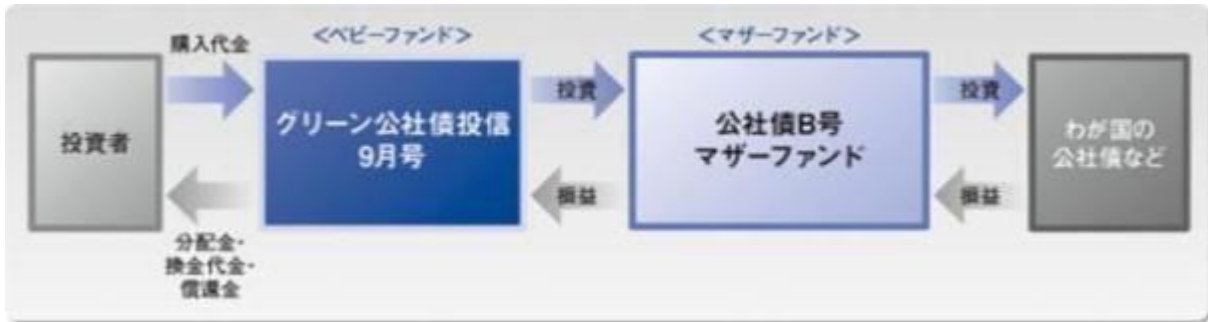 購入代金
<ベビーファンド>
<マザーファンド>
投資者
グリーン公社債投信
9月号
投資
公社債B号
マザーファンド
投資
わが国の
公社債など
損益
損益
分配金・
換金代金・
償還金